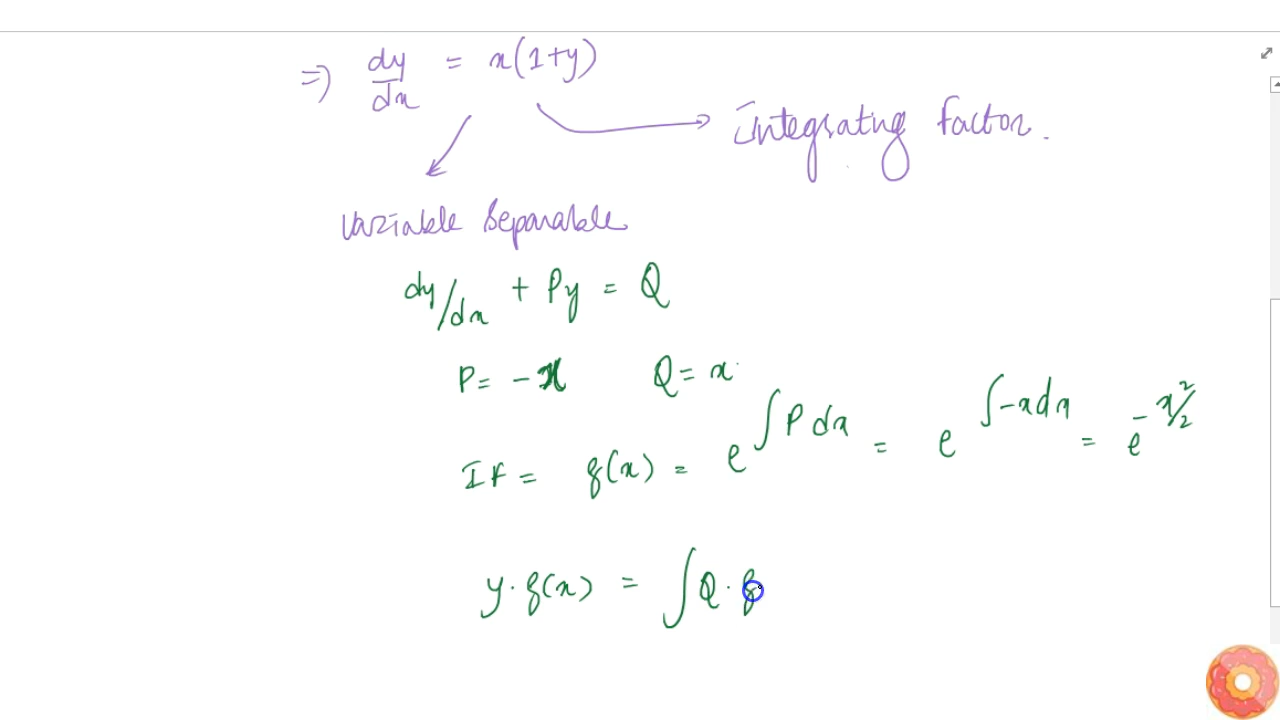 ⇒ dy/dx = x(1+y)
Integrating factor.
Variable Separable
dy/dx + Py = Q
P = -x Q = x.
If = g(x) = e^∫P dx = e^∫-x dx = e^-x²/2
y. g(x) = ∫Q. g